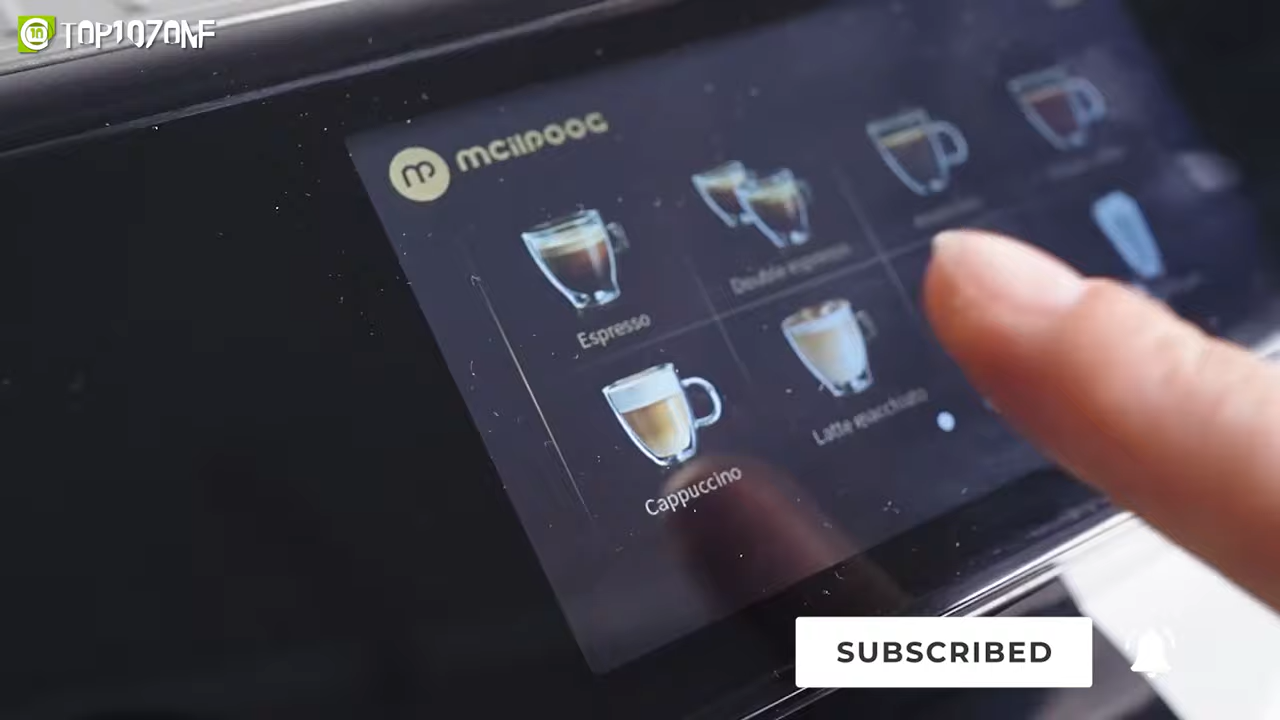 TOP10ZONE
mcilpoog
Espresso
Double espresso
Cappuccino
Latte macchiato
SUBSCRIBED